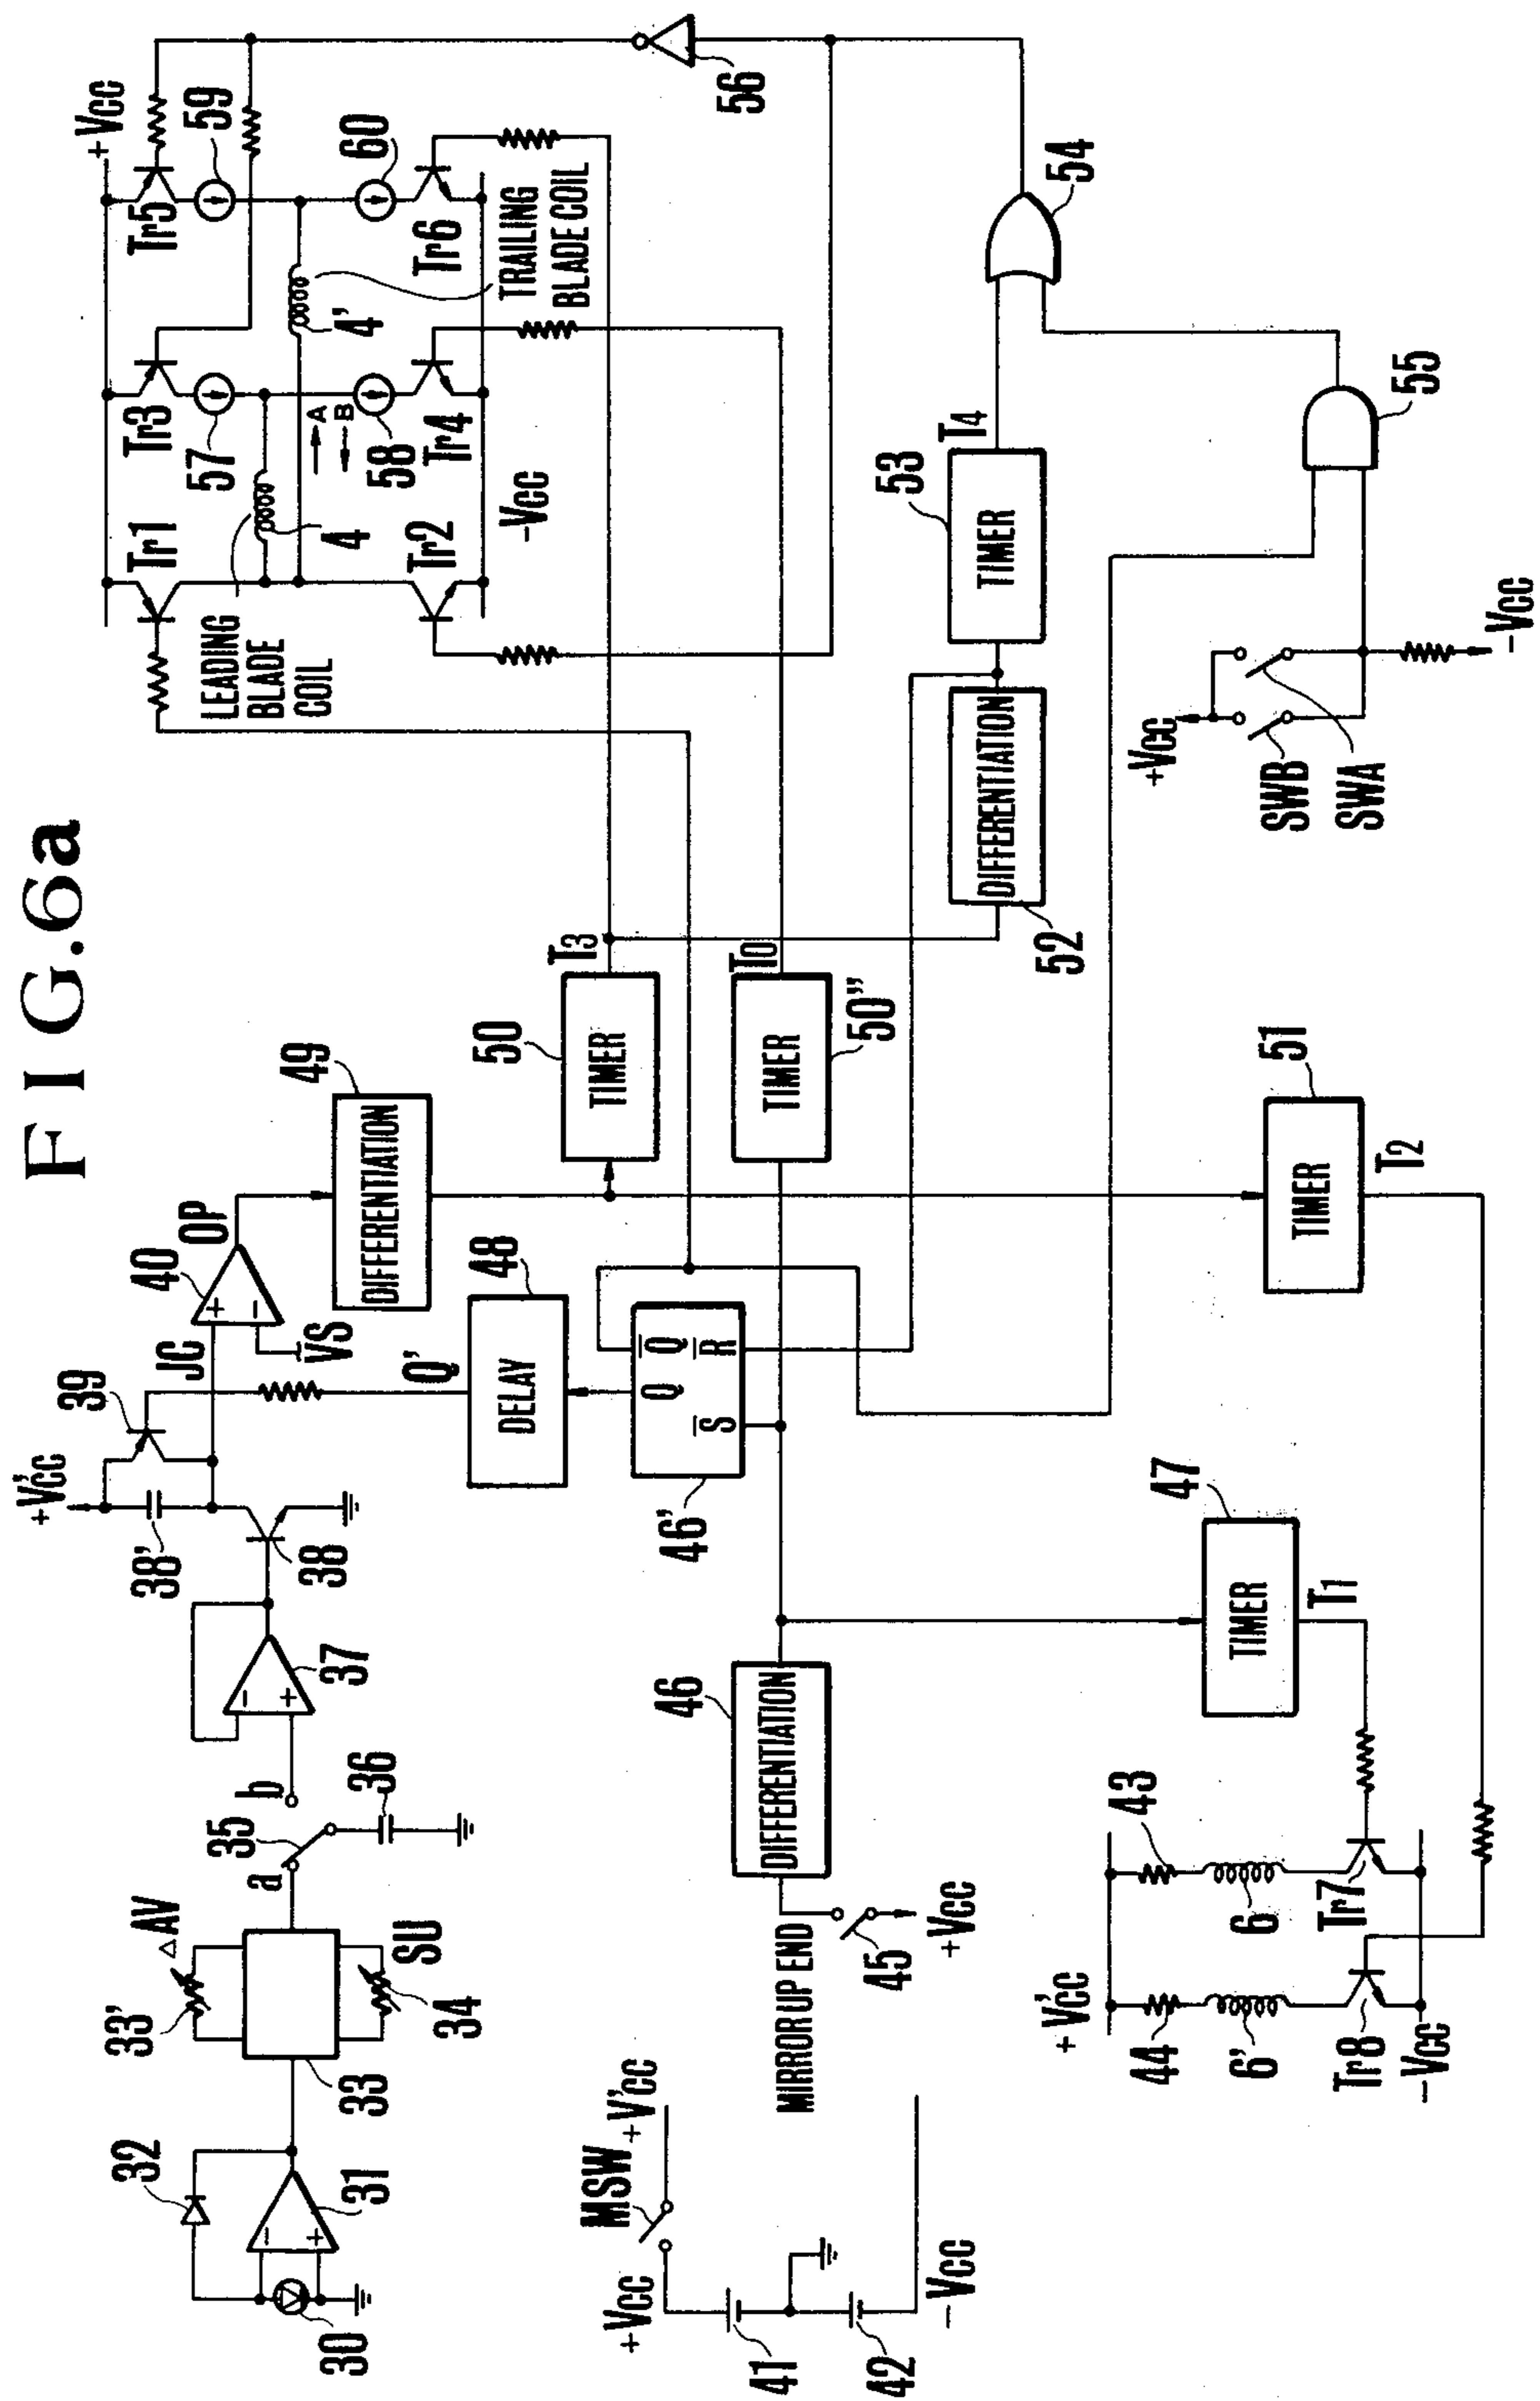 FIG.6a
30
31
32
33
33'
△AV
34
SU
a
35
b
36
37
38
38'
+V'CC
39
JC
VS
40
OP
49
DIFFERENTIATION
Q'
48
DELAY
46'
Q
Q̅
S̅
R̅
50
TIMER
T3
50"
TIMER
T0
LEADING
BLADE
COIL
4
Tr1
Tr2
Tr3
57
A
B
58
Tr4
-VCC
4'
TRAILING
BLADE COIL
+VCC
Tr5
59
60
Tr6
56
MSW
+VCC
+V'CC
41
42
-VCC
MIRROR UP END
45
+VCC
46
DIFFERENTIATION
52
DIFFERENTIATION
53
TIMER
T4
54
55
+VCC
SWB
SWA
-VCC
47
TIMER
T1
51
TIMER
T2
+V'CC
43
44
6
6'
Tr7
Tr8
-VCC